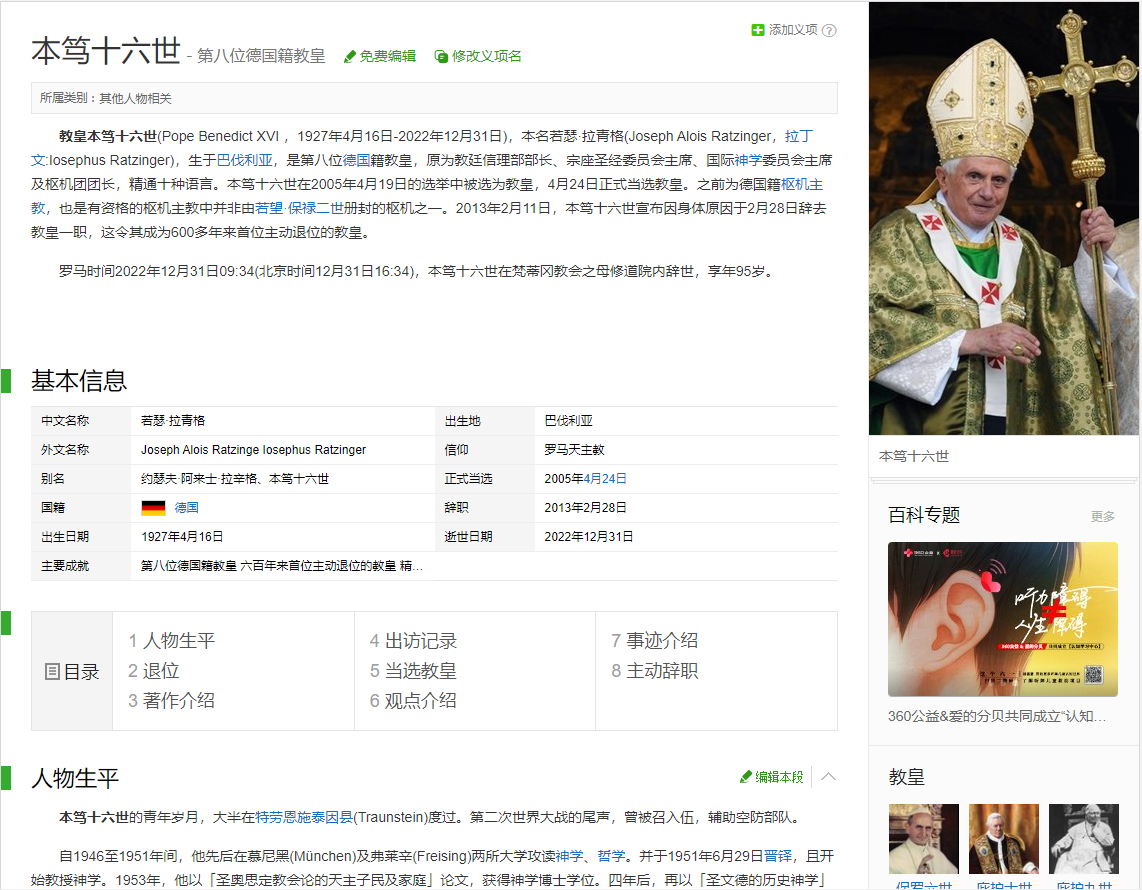 本笃十六世 - 第八位德国籍教皇 免费编辑 修改义项名
添加义项 ?
所属类别 : 其他人物相关
教皇本笃十六世(Pope Benedict XVI ，1927年4月16日-2022年12月31日)，本名若瑟·拉青格(Joseph Alois Ratzinger，拉丁
文:Iosephus Ratzinger)，生于巴伐利亚，是第八位德国籍教皇，原为教廷信理部部长、宗座圣经委员会主席、国际神学委员会主席
及枢机团团长，精通十种语言。本笃十六世在2005年4月19日的选举中被选为教皇，4月24日正式当选教皇。之前为德国籍枢机主
教，也是有资格的枢机主教中并非由若望·保禄二世册封的枢机之一。2013年2月11日，本笃十六世宣布因身体原因于2月28日辞去
教皇一职，这令其成为600多年来首位主动退位的教皇。
罗马时间2022年12月31日09:34(北京时间12月31日16:34)，本笃十六世在梵蒂冈教会之母修道院内辞世，享年95岁。
基本信息
中文名称 若瑟·拉青格 出生地 巴伐利亚
外文名称 Joseph Alois Ratzinge Iosephus Ratzinger 信仰 罗马天主教
别名 约瑟夫·阿来士·拉辛格、本笃十六世 正式当选 2005年4月24日
国籍 德国 辞职 2013年2月28日
出生日期 1927年4月16日 逝世日期 2022年12月31日
主要成就 第八位德国籍教皇 六百年来首位主动退位的教皇 精...
目录
1 人物生平
2 退位
3 著作介绍
4 出访记录
5 当选教皇
6 观点介绍
7 事迹介绍
8 主动辞职
人物生平
编辑本段
本笃十六世的青年岁月，大半在特劳恩施泰因县(Traunstein)度过。第二次世界大战的尾声，曾被召入伍，辅助空防部队。
自1946至1951年间，他先后在慕尼黑(München)及弗莱辛(Freising)两所大学攻读神学、哲学。并于1951年6月29日晋铎，且开
始教授神学。1953年，他以「圣奥思定教会论的天主子民及家庭」论文，获得神学博士学位。四年后，再以「圣文德的历史神学」
本笃十六世
百科专题 更多
听力障碍
≠
人生障碍
360公益&爱的分贝共同成立“认知...
教皇
保罗六世 庇护十世 庇护九世